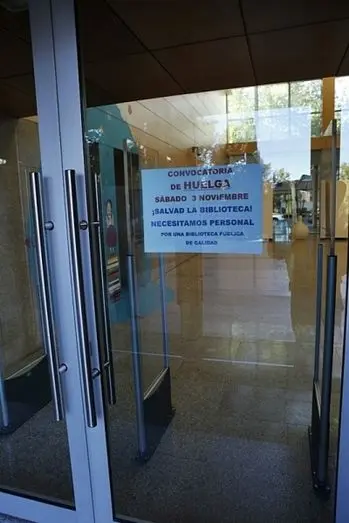 CONVOCATORIA
DE HUELGA
SÁBADO 3 NOVIEMBRE
¡SALVAD LA BIBLIOTECA!
NECESITAMOS PERSONAL
POR UNA BIBLIOTECA PÚBLICA
DE CALIDAD